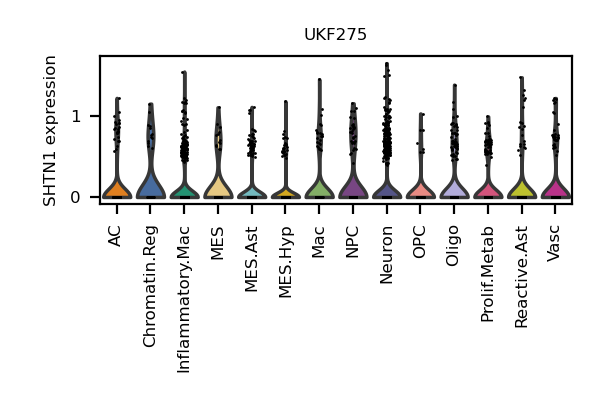 UKF275
SHTN1 expression
1
0
AC
Chromatin.Reg
Inflammatory.Mac
MES
MES.Ast
MES.Hyp
Mac
NPC
Neuron
OPC
Oligo
Prolif.Metab
Reactive.Ast
Vasc